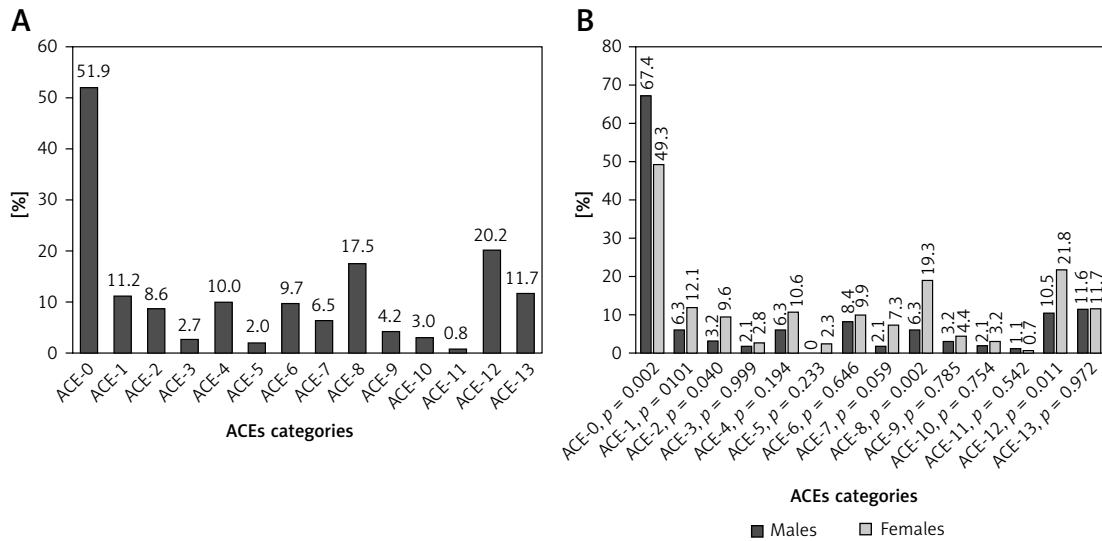 A
60
50
40
30
20
10
0
[%]
51.9
11.2
8.6
2.7
10.0
2.0
9.7
6.5
17.5
4.2
3.0
0.8
20.2
11.7
ACE-0
ACE-1
ACE-2
ACE-3
ACE-4
ACE-5
ACE-6
ACE-7
ACE-8
ACE-9
ACE-10
ACE-11
ACE-12
ACE-13
ACEs categories
B
80
70
60
50
40
30
20
10
0
[%]
67.4
49.3
6.3
12.1
3.2
9.6
2.1
2.8
6.3
10.6
0
2.3
8.4
9.9
2.1
7.3
6.3
19.3
3.2
4.4
2.1
3.2
1.1
0.7
10.5
21.8
11.6
11.7
ACE-0, p = 0.002
ACE-1, p = 0101
ACE-2, p = 0.040
ACE-3, p = 0.999
ACE-4, p = 0.194
ACE-5, p = 0.233
ACE-6, p = 0.646
ACE-7, p = 0.059
ACE-8, p = 0.002
ACE-9, p = 0.785
ACE-10, p = 0.754
ACE-11, p = 0.542
ACE-12, p = 0.011
ACE-13, p = 0.972
ACEs categories
Males Females